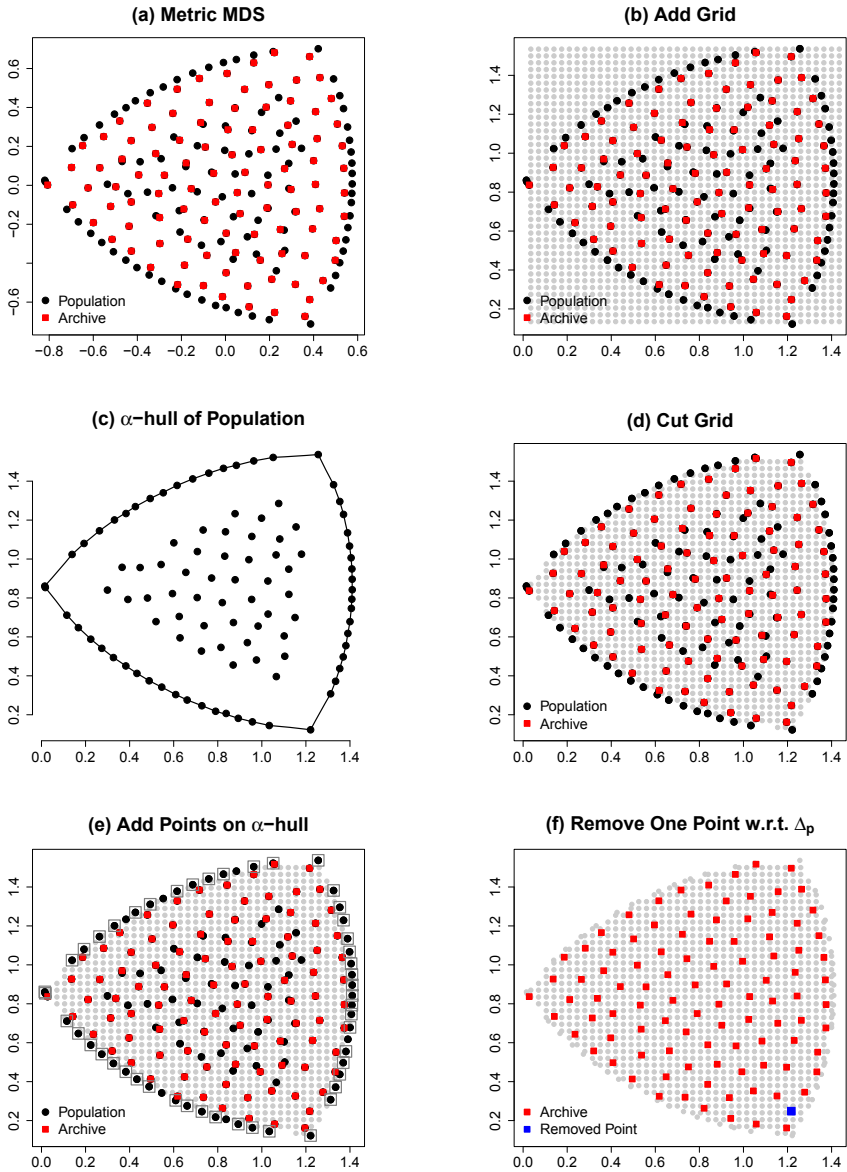 (a) Metric MDS
0.6
0.4
0.2
0.0
−0.2
−0.6
Population
Archive
−0.8 −0.4 −0.2 0.0 0.2 0.4 0.6
(b) Add Grid
1.4
1.2
1.0
0.8
0.6
0.4
0.2
Population
Archive
0.0 0.2 0.4 0.6 0.8 1.0 1.2 1.4
(c) α−hull of Population
1.4
1.2
1.0
0.8
0.6
0.4
0.2
0.0 0.2 0.4 0.6 0.8 1.0 1.2 1.4
(d) Cut Grid
1.4
1.2
1.0
0.8
0.6
0.4
0.2
Population
Archive
0.0 0.2 0.4 0.6 0.8 1.0 1.2 1.4
(e) Add Points on α−hull
1.4
1.2
1.0
0.8
0.6
0.4
0.2
Population
Archive
0.0 0.2 0.4 0.6 0.8 1.0 1.2 1.4
(f) Remove One Point w.r.t. Δp
1.4
1.2
1.0
0.8
0.6
0.4
0.2
Archive
Removed Point
0.0 0.2 0.4 0.6 0.8 1.0 1.2 1.4